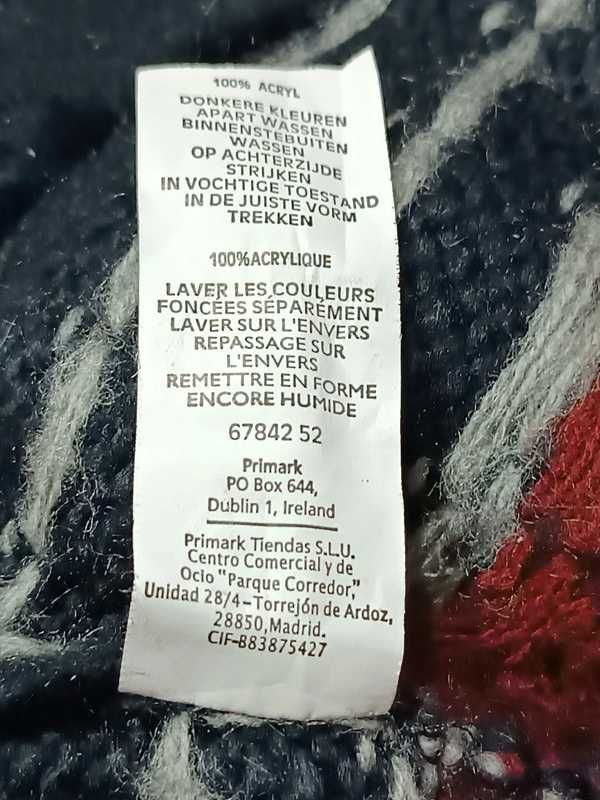 100% ACRYL
DONKERE KLEUREN
APART WASSEN
BINNENSTEBUITEN
WASSEN
OP ACHTERZIJDE
STRIJKEN
IN VOCHTIGE TOESTAND
IN DE JUISTE VORM
TREKKEN
100%ACRYLIQUE
LAVER LES COULEURS
FONCÉES SÉPARÉMENT
LAVER SUR L'ENVERS
REPASSAGE SUR
L'ENVERS
REMETTRE EN FORME
ENCORE HUMIDE
67842 52
Primark
PO Box 644,
Dublin 1, Ireland
Primark Tiendas S.L.U.
Centro Comercial y de
Ocio "Parque Corredor",
Unidad 28/4-Torrejón de Ardoz,
28850, Madrid.
CIF-B83875427